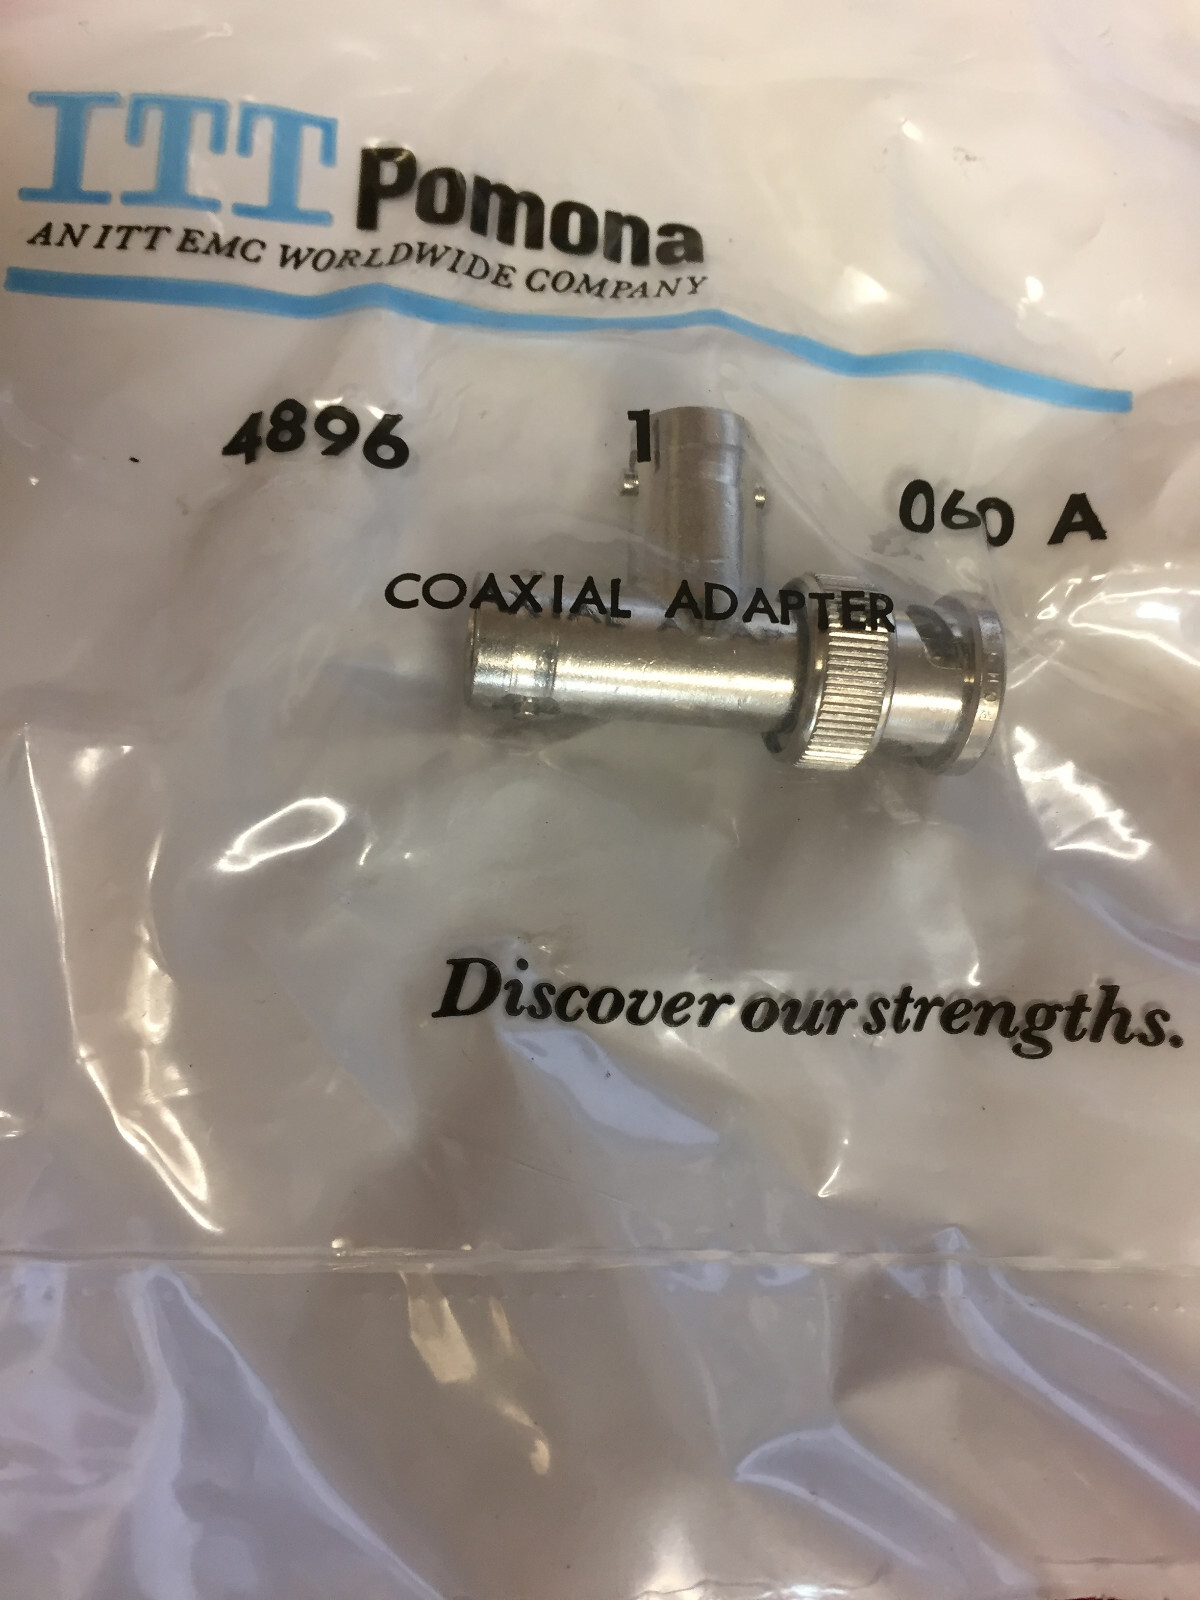 ITT Pomona
AN ITT EMC WORLDWIDE COMPANY
4896 1 060 A
COAXIAL ADAPTER
Discover our strengths.